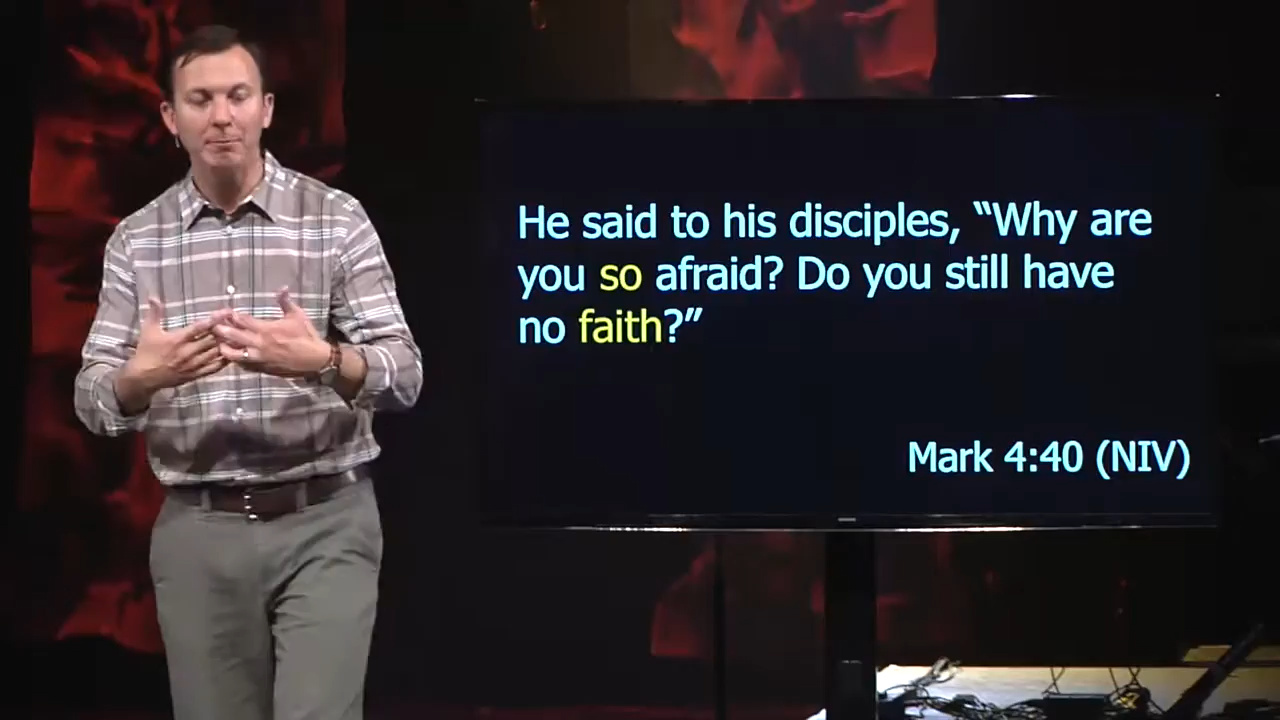 He said to his disciples, “Why are
you so afraid? Do you still have
no faith?”
Mark 4:40 (NIV)